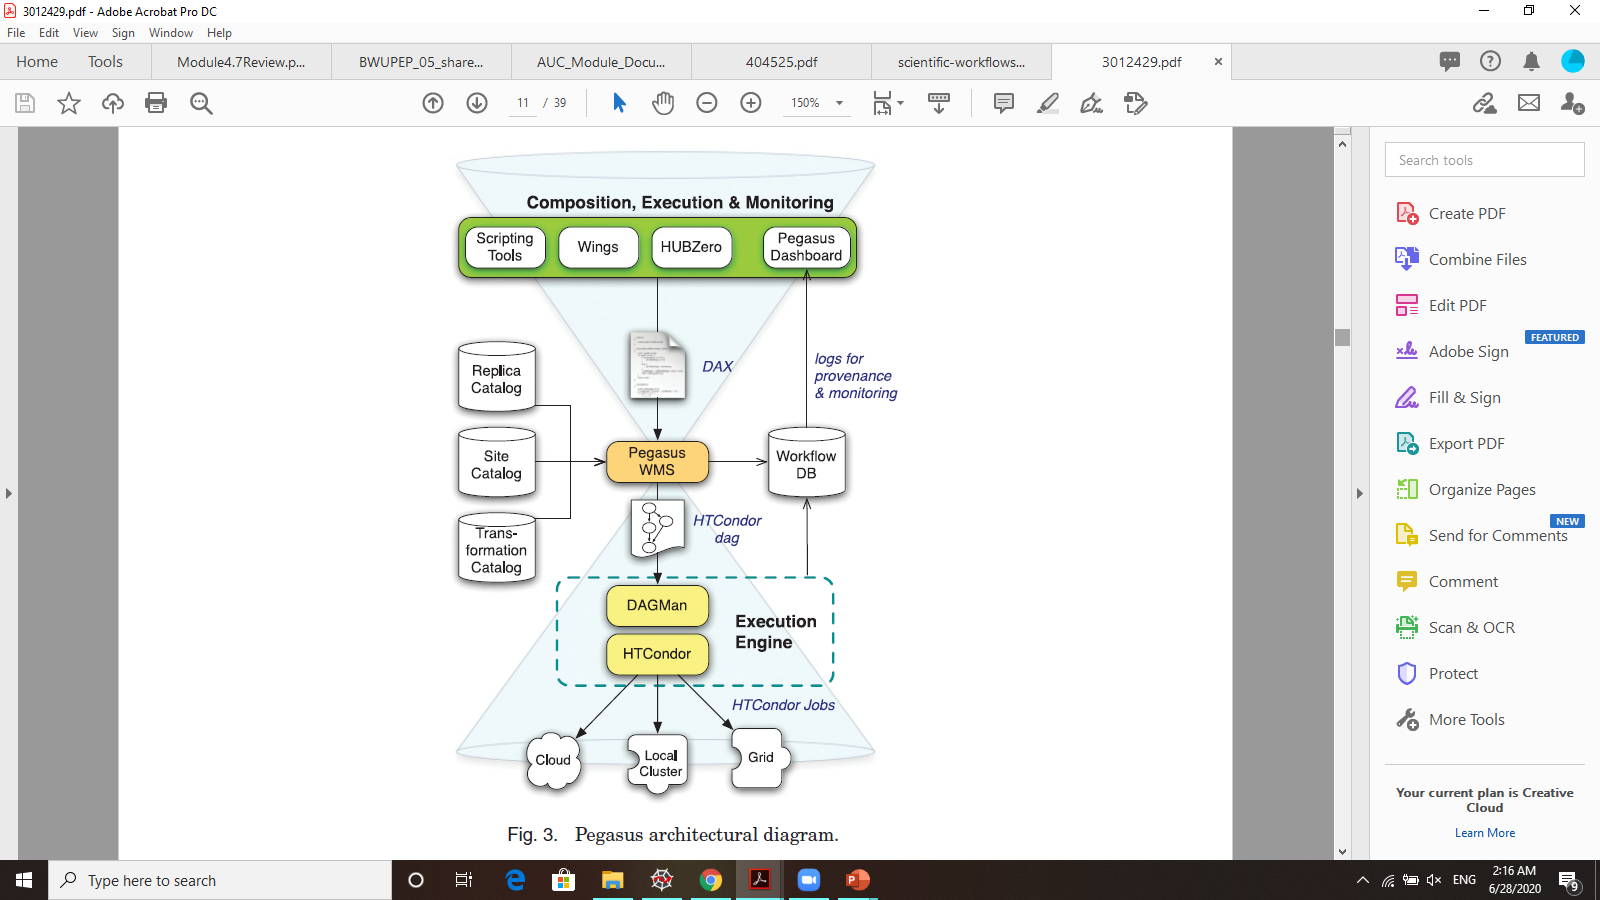 3012429.pdf - Adobe Acrobat Pro DC
File Edit View Sign Window Help
Home Tools Module4.7Review.p... BWUPEP_05_share... AUC_Module_Docu... 404525.pdf scientific-workflows... 3012429.pdf ×
11 / 39 150%
Composition, Execution & Monitoring
Scripting
Tools
Wings
HUBZero
Pegasus
Dashboard
DAX
logs for
provenance
& monitoring
Replica
Catalog
Site
Catalog
Trans-
formation
Catalog
Pegasus
WMS
Workflow
DB
HTCondor
dag
DAGMan
HTCondor
Execution
Engine
HTCondor Jobs
Cloud
Local
Cluster
Grid
Fig. 3. Pegasus architectural diagram.
Search tools
Create PDF
Combine Files
Edit PDF
FEATURED
Adobe Sign
Fill & Sign
Export PDF
Organize Pages
NEW
Send for Comments
Comment
Scan & OCR
Protect
More Tools
Your current plan is Creative
Cloud
Learn More
Type here to search
ENG
2:16 AM
6/28/2020
9